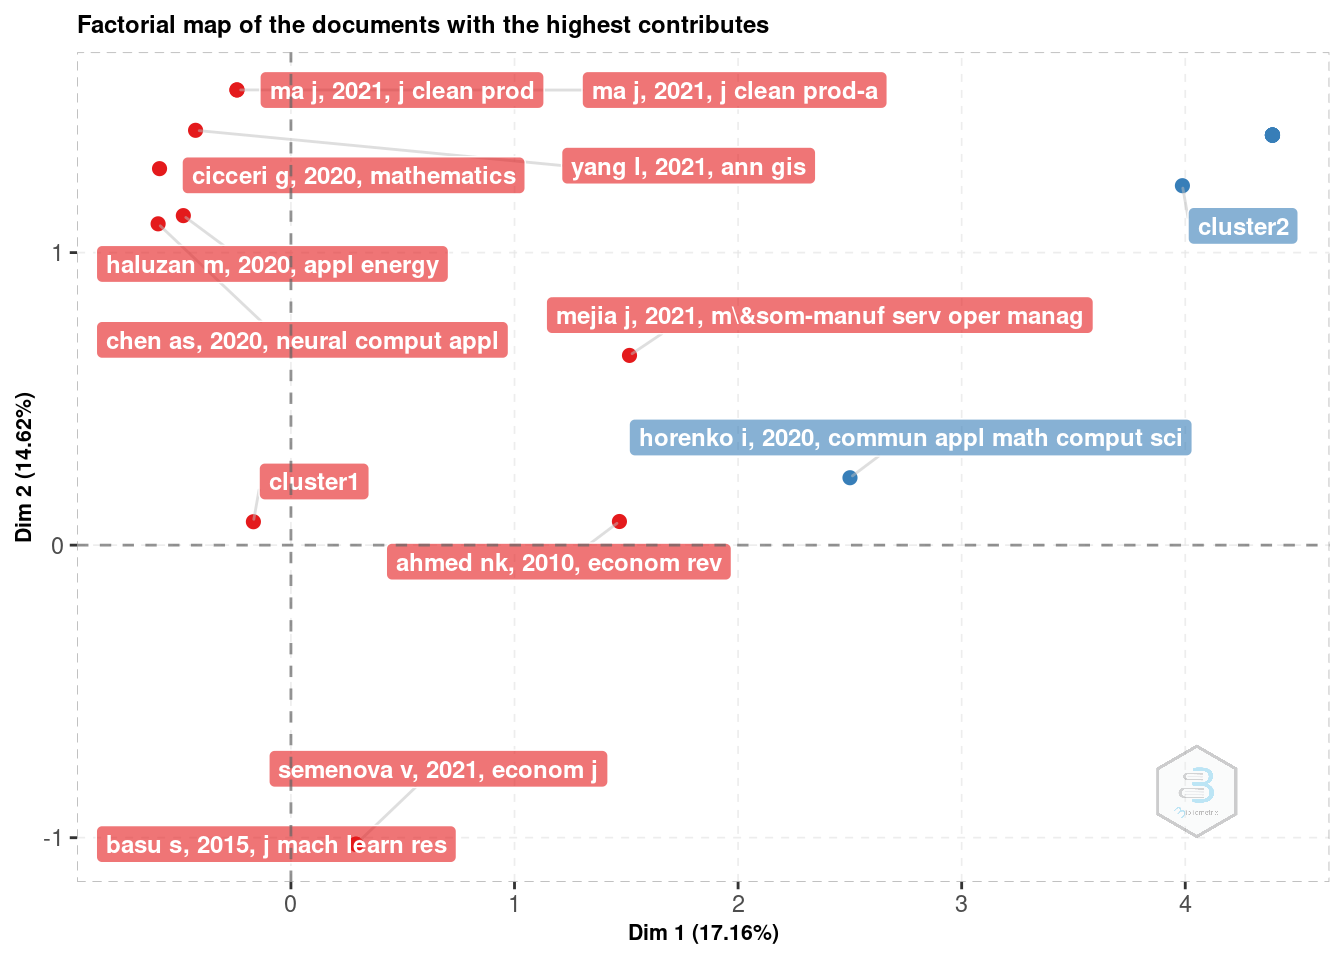 Factorial map of the documents with the highest contributes
ma j, 2021, j clean prod
ma j, 2021, j clean prod-a
yang l, 2021, ann gis
cicceri g, 2020, mathematics
cluster2
1
haluzan m, 2020, appl energy
mejia j, 2021, m\&som-manuf serv oper manag
chen as, 2020, neural comput appl
horenko i, 2020, commun appl math comput sci
cluster1
Dim 2 (14.62%)
0
ahmed nk, 2010, econom rev
semenova v, 2021, econom j
-1
basu s, 2015, j mach learn res
0
1
2
3
4
Dim 1 (17.16%)